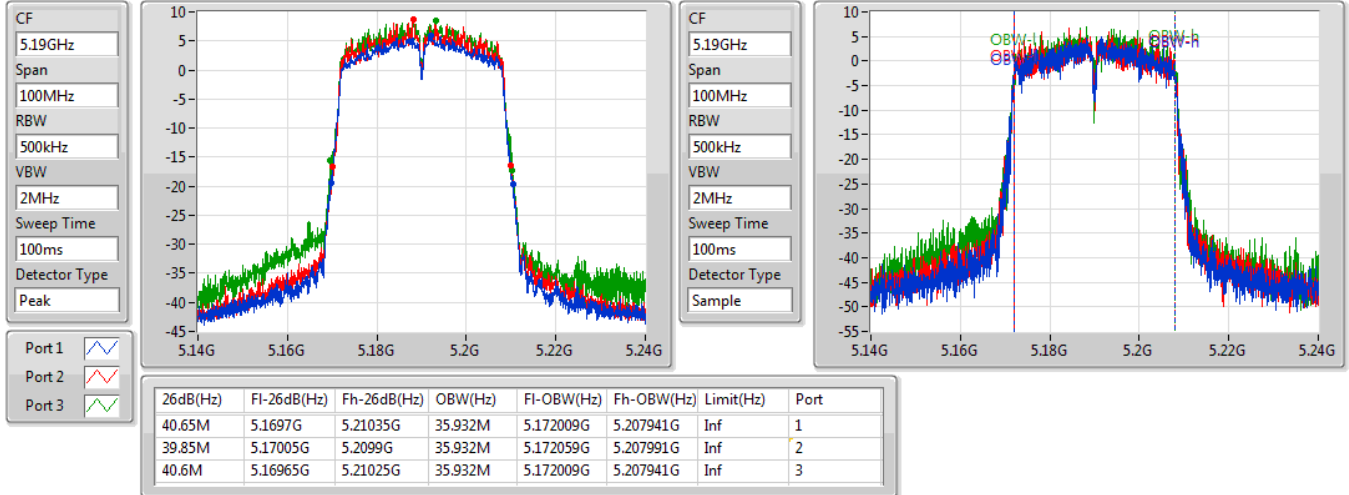 CF
5.19GHz
Span
100MHz
RBW
500kHz
VBW
2MHz
Sweep Time
100ms
Detector Type
Peak
10
5
0
-5
-10
-15
-20
-25
-30
-35
-40
-45
5.14G 5.16G 5.18G 5.2G 5.22G 5.24G
CF
5.19GHz
Span
100MHz
RBW
500kHz
VBW
2MHz
Sweep Time
100ms
Detector Type
Sample
10
5
0
-5
-10
-15
-20
-25
-30
-35
-40
-45
-50
-55
OBW-h
5.14G 5.16G 5.18G 5.2G 5.22G 5.24G
Port 1
Port 2
Port 3
26dB(Hz) Fl-26dB(Hz) Fh-26dB(Hz) OBW(Hz) Fl-OBW(Hz) Fh-OBW(Hz) Limit(Hz) Port
40.65M 5.1697G 5.21035G 35.932M 5.172009G 5.207941G Inf 1
39.85M 5.17005G 5.2099G 35.932M 5.172059G 5.207991G Inf 2
40.6M 5.16965G 5.21025G 35.932M 5.172009G 5.207941G Inf 3